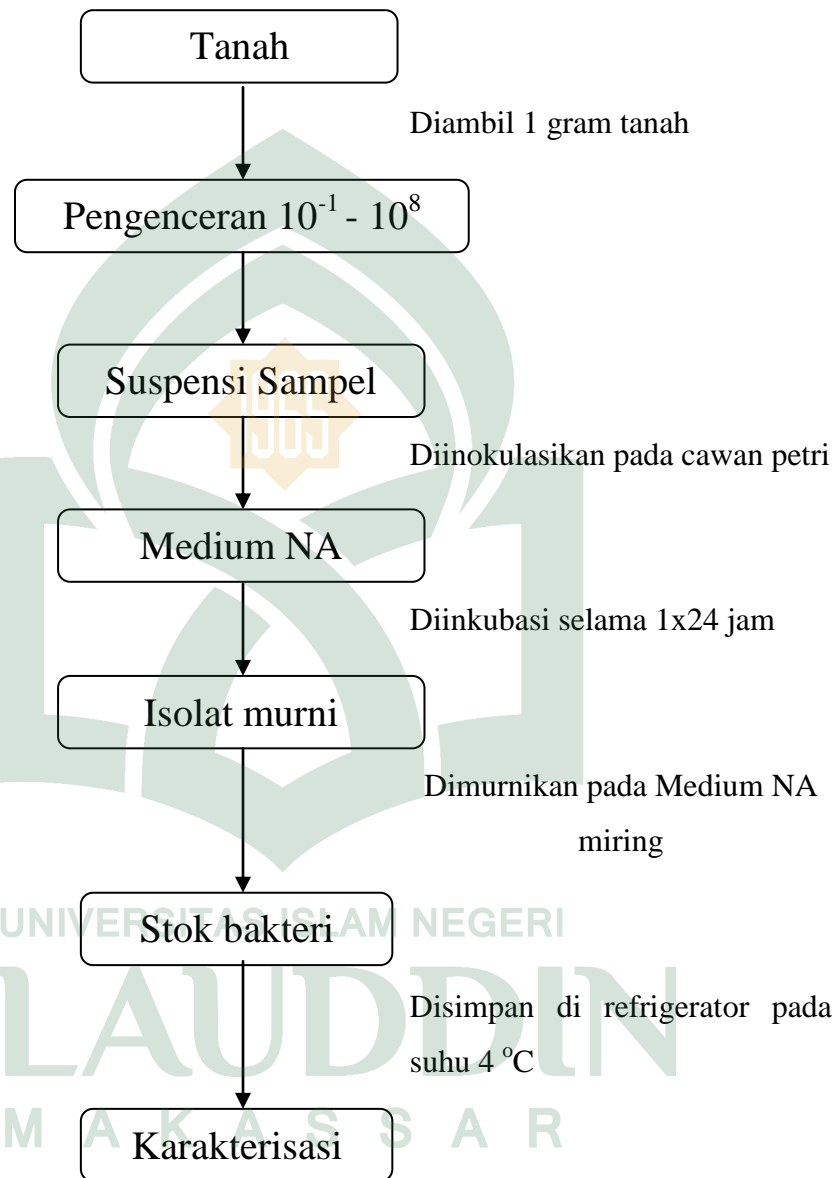 Tanah
Diambil 1 gram tanah
Pengenceran 10⁻¹ - 10⁸
Suspensi Sampel
1965
Diinokulasikan pada cawan petri
Medium NA
Diinkubasi selama 1x24 jam
Isolat murni
Dimurnikan pada Medium NA
miring
UNIVERSITAS ISLAM NEGERI
Stok bakteri
Disimpan di refrigerator pada
suhu 4 °C
LAUDDIN
MAKASSAR
Karakterisasi